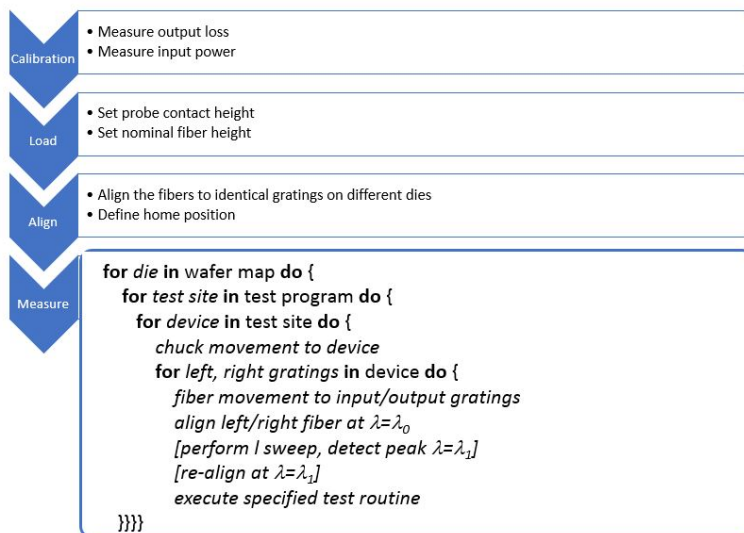 Calibration
• Measure output loss
• Measure input power
Load
• Set probe contact height
• Set nominal fiber height
Align
• Align the fibers to identical gratings on different dies
• Define home position
Measure
for die in wafer map do {
for test site in test program do {
for device in test site do {
chuck movement to device
for left, right gratings in device do {
fiber movement to input/output gratings
align left/right fiber at λ=λ₀
[perform l sweep, detect peak λ=λ₁]
[re-align at λ=λ₁]
execute specified test routine
}}}}